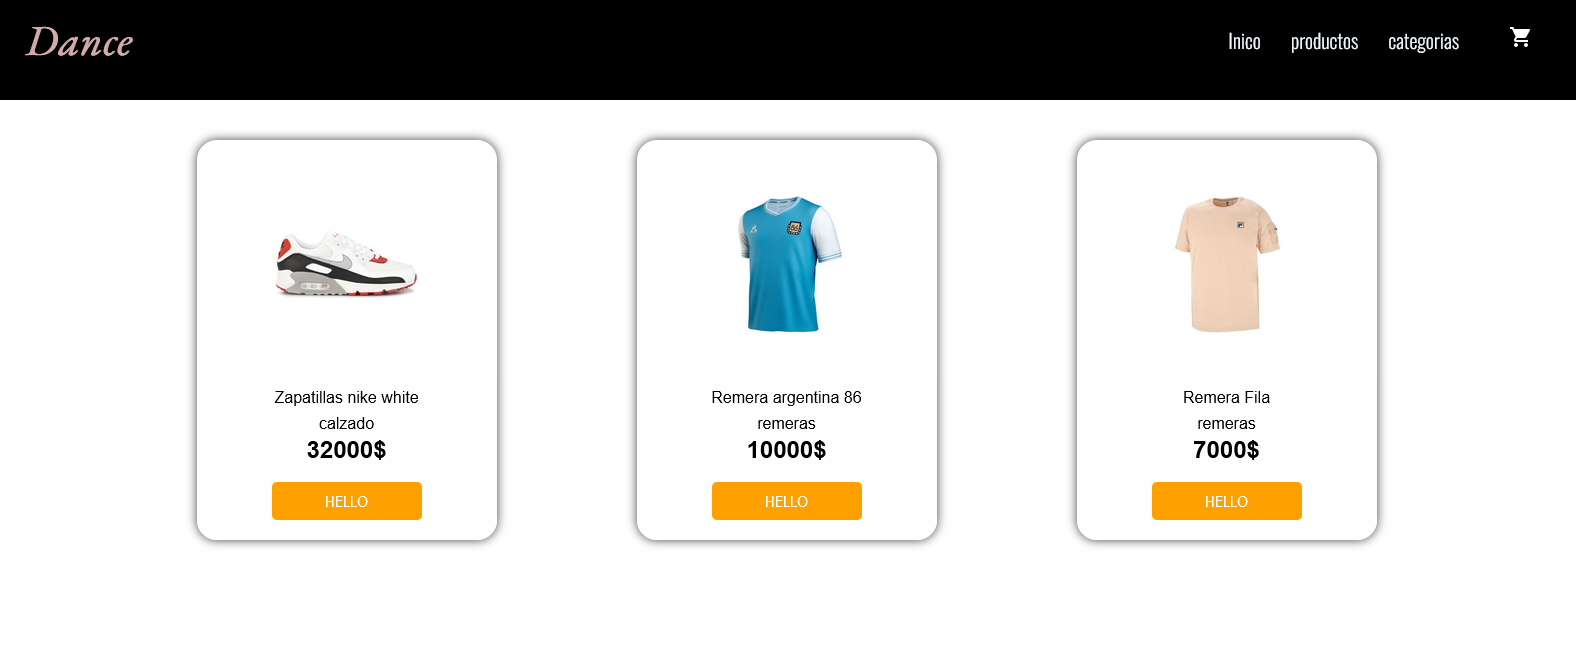 Dance
Inico productos categorias
Zapatillas nike white
calzado
32000$
HELLO
Remera argentina 86
remeras
10000$
HELLO
Remera Fila
remeras
7000$
HELLO